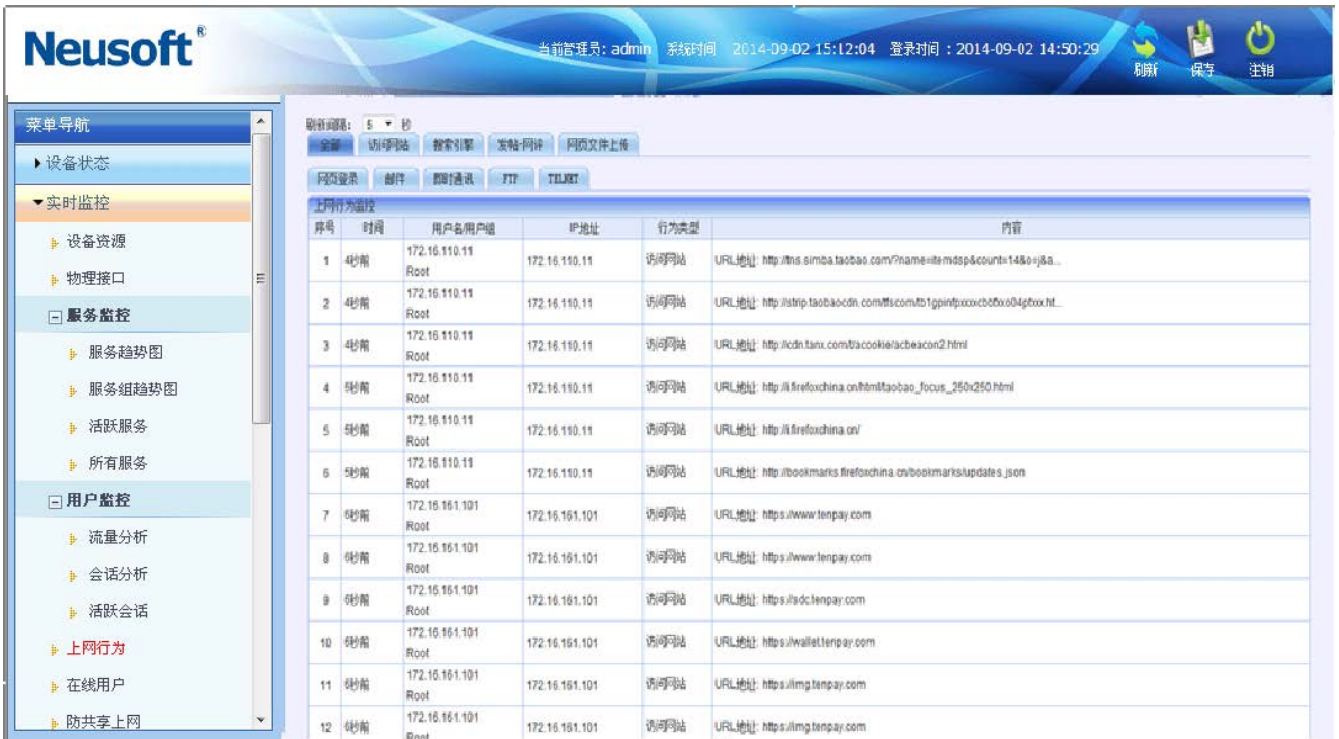 Neusoft®
当前管理员: admin 系统时间 2014-09-02 15:12:04 登录时间 : 2014-09-02 14:50:29
刷新 保存 注销
菜单导航
设备状态
实时监控
设备资源
物理接口
服务监控
服务趋势图
服务组趋势图
活跃服务
所有服务
用户监控
流量分析
会话分析
活跃会话
上网行为
在线用户
防共享上网
刷新间隔: 5 秒
全部 访问网站 搜索引擎 发帖-网评 网页文件上传
网页登录 邮件 即时通讯 FTP TELNET
上网行为监控
序号 时间 用户名/用户组 IP地址 行为类型 内容
1 4秒前 172.16.110.11 Root 172.16.110.11 访问网站 URL地址: http://tns.simba.taobao.com/?name=itemdsp&count=14&o=j&a...
2 4秒前 172.16.110.11 Root 172.16.110.11 访问网站 URL地址:
3 4秒前 172.16.110.11 Root 172.16.110.11 访问网站 URL地址: http://cdn.tanx.com/t/acookie/acbeacon2.html
4 5秒前 172.16.110.11 Root 172.16.110.11 访问网站 URL地址: http://i.firefoxchina.cn/html/taobao_focus_250x250.html
5 5秒前 172.16.110.11 Root 172.16.110.11 访问网站 URL地址: http://i.firefoxchina.cn/
6 5秒前 172.16.110.11 Root 172.16.110.11 访问网站 URL地址: http://bookmarks.firefoxchina.cn/bookmarks/updates.json
7 6秒前 172.16.161.101 Root 172.16.161.101 访问网站 URL地址: https://www.tenpay.com
8 6秒前 172.16.161.101 Root 172.16.161.101 访问网站 URL地址: https://www.tenpay.com
9 6秒前 172.16.161.101 Root 172.16.161.101 访问网站 URL地址: https://sdc.tenpay.com
10 6秒前 172.16.161.101 Root 172.16.161.101 访问网站 URL地址: https://wallet.tenpay.com
11 6秒前 172.16.161.101 Root 172.16.161.101 访问网站 URL地址: https://img.tenpay.com
12 6秒前 172.16.161.101 Root 172.16.161.101 访问网站 URL地址: https://img.tenpay.com